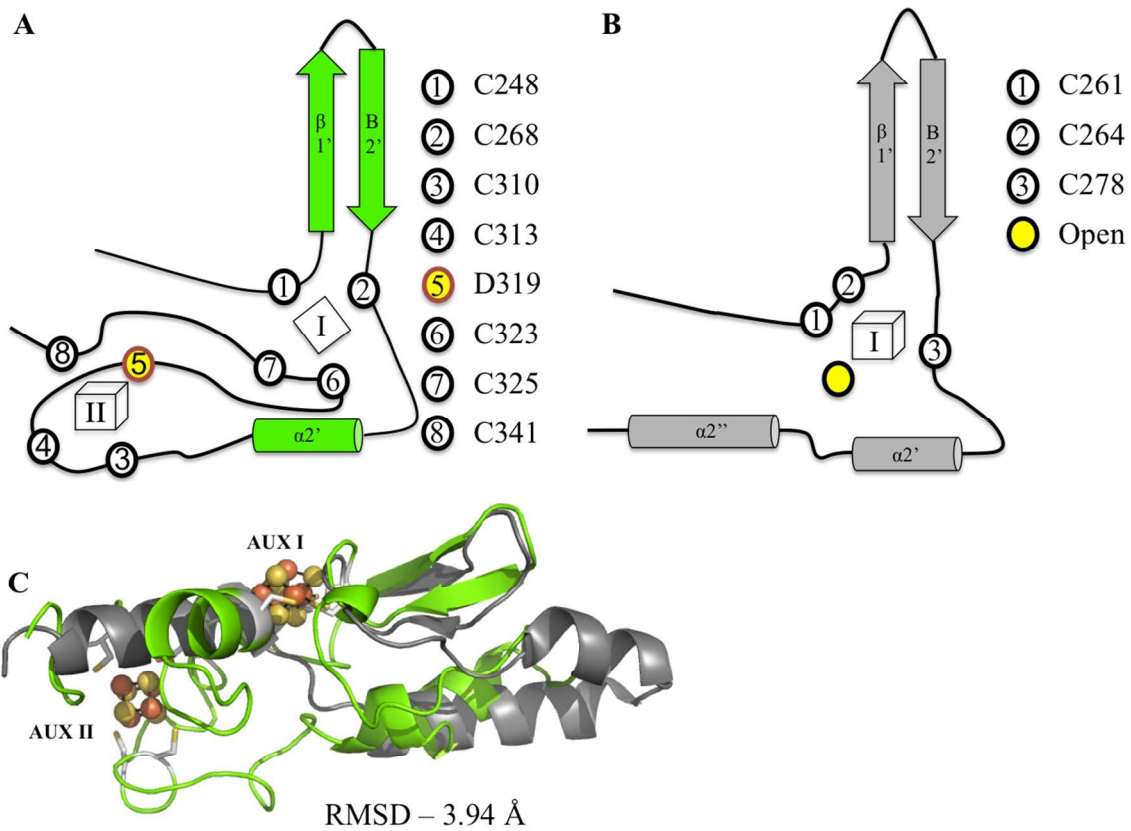 A
β
1’
B
2’
1
2
I
8
5
7
6
II
4
3
α2’
1 C248
2 C268
3 C310
4 C313
5 D319
6 C323
7 C325
8 C341
B
β
1’
B
2’
2
1
I
3
α2’’
α2’
1 C261
2 C264
3 C278
Open
C
AUX I
AUX II
RMSD – 3.94 Å